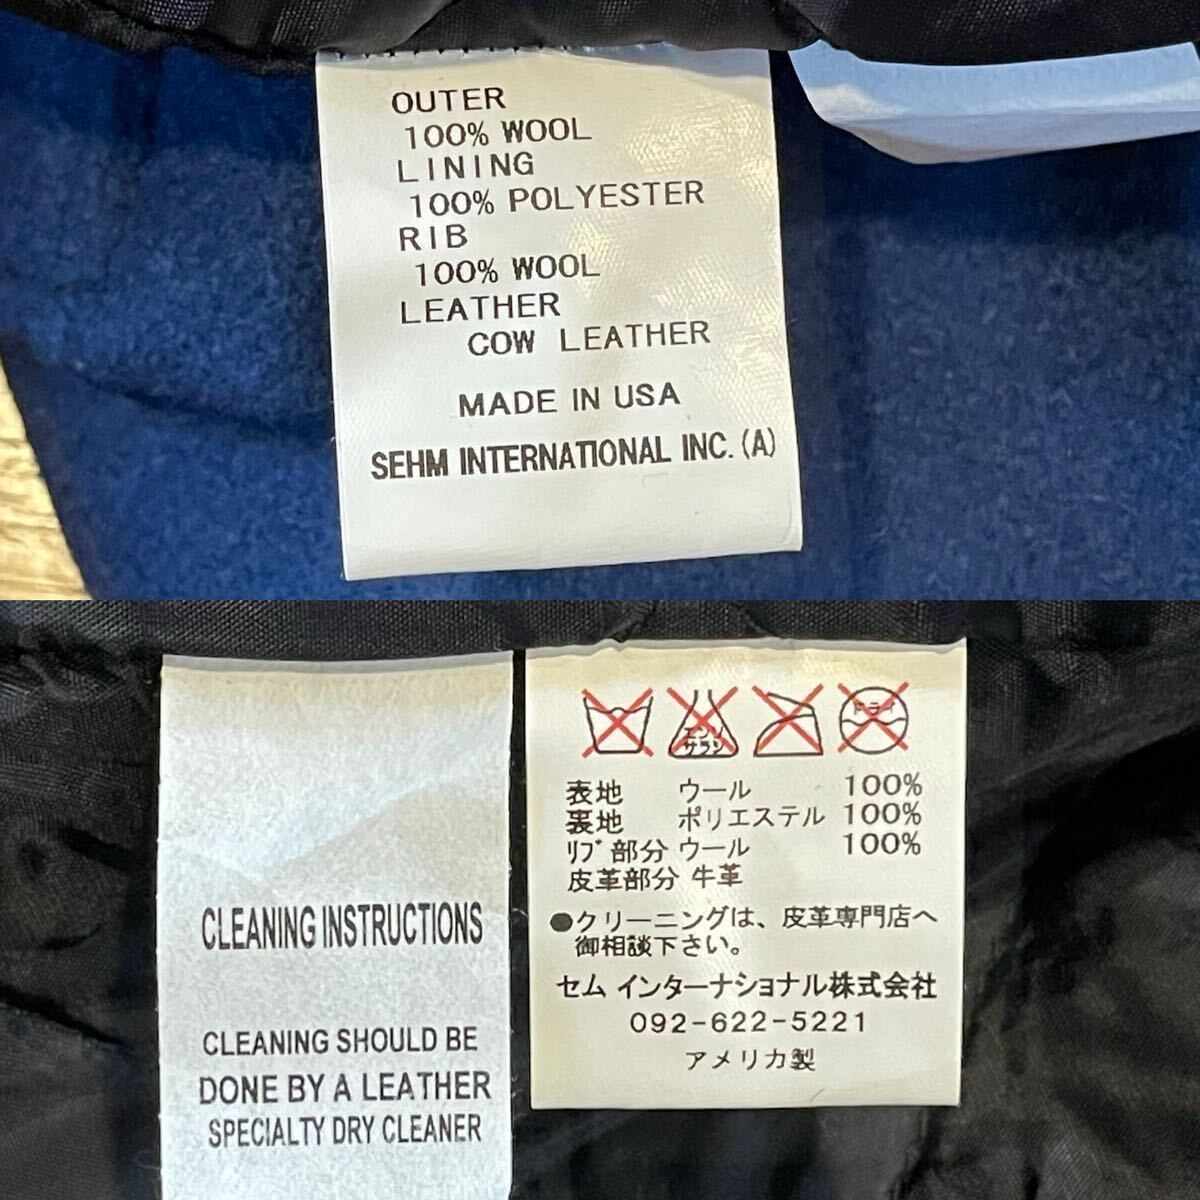 OUTER
100% WOOL
LINING
100% POLYESTER
RIB
100% WOOL
LEATHER
COW LEATHER
MADE IN USA
SEHM INTERNATIONAL INC. (A)
CLEANING INSTRUCTIONS
CLEANING SHOULD BE
DONE BY A LEATHER
SPECIALTY DRY CLEANER
エンソ
サラシ
ドライ
表地 ウール 100%
裏地 ポリエステル 100%
ﾘﾌﾞ部分 ウール 100%
皮革部分 牛革
●クリーニングは、皮革専門店へ
御相談下さい。
セム インターナショナル株式会社
092-622-5221
アメリカ製